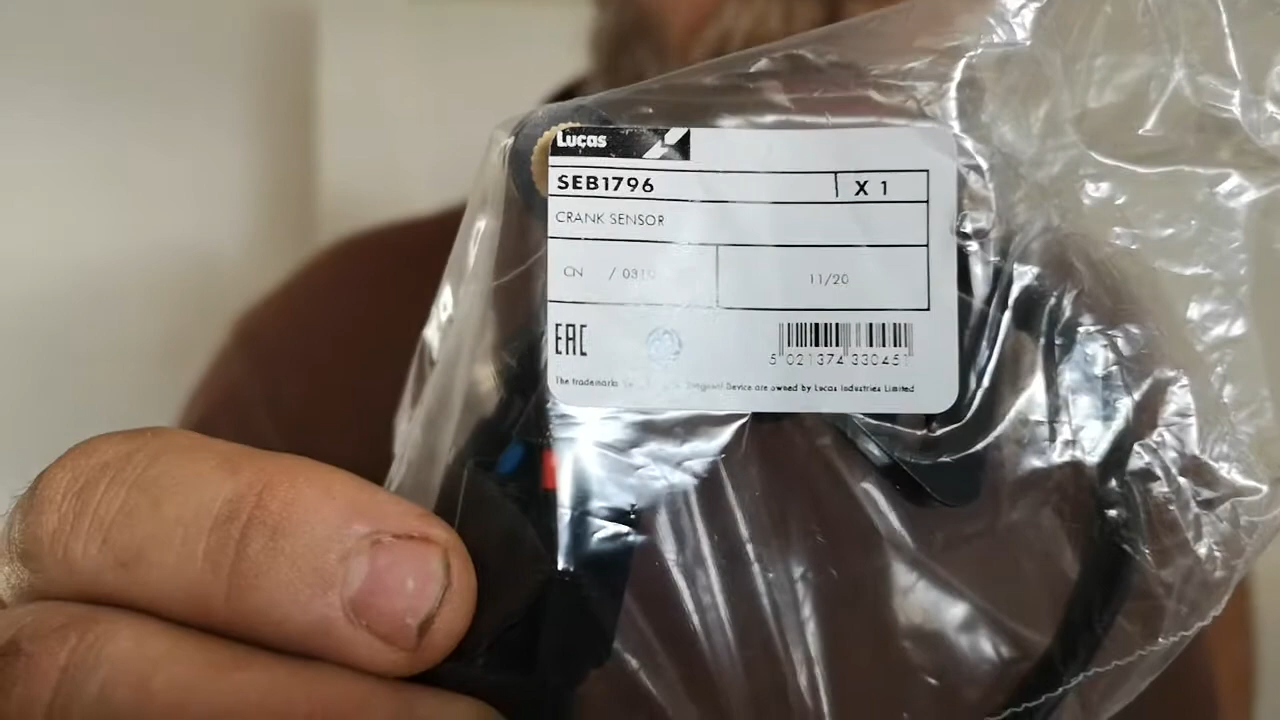 Lucas
SEB1796 X 1
CRANK SENSOR
CN / 0310 11/20
EAC
5 021374 330451
The trademarks Device are owned by Lucas Industries Limited